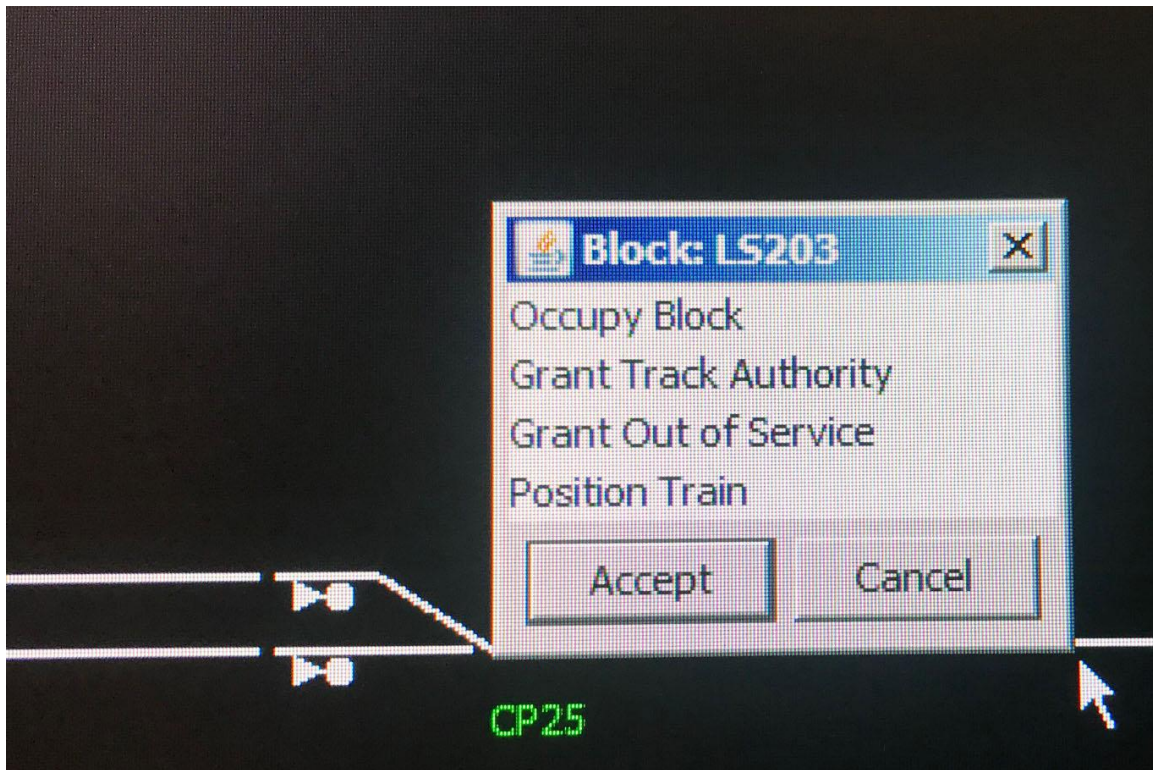 Block: LS203
Occupy Block
Grant Track Authority
Grant Out of Service
Position Train
Accept Cancel
CP25